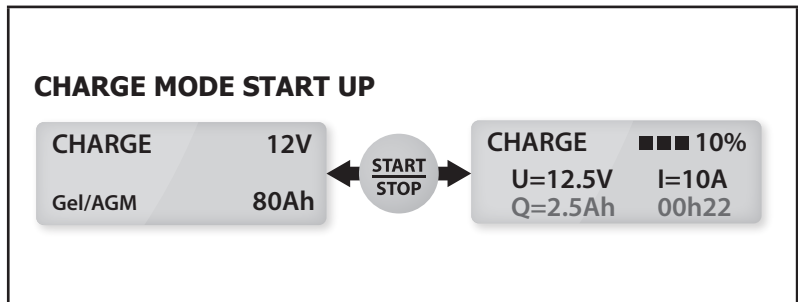 CHARGE MODE START UP
CHARGE 12V
Gel/AGM 80Ah
START
STOP
CHARGE 10%
U=12.5V I=10A
Q=2.5Ah 00h22